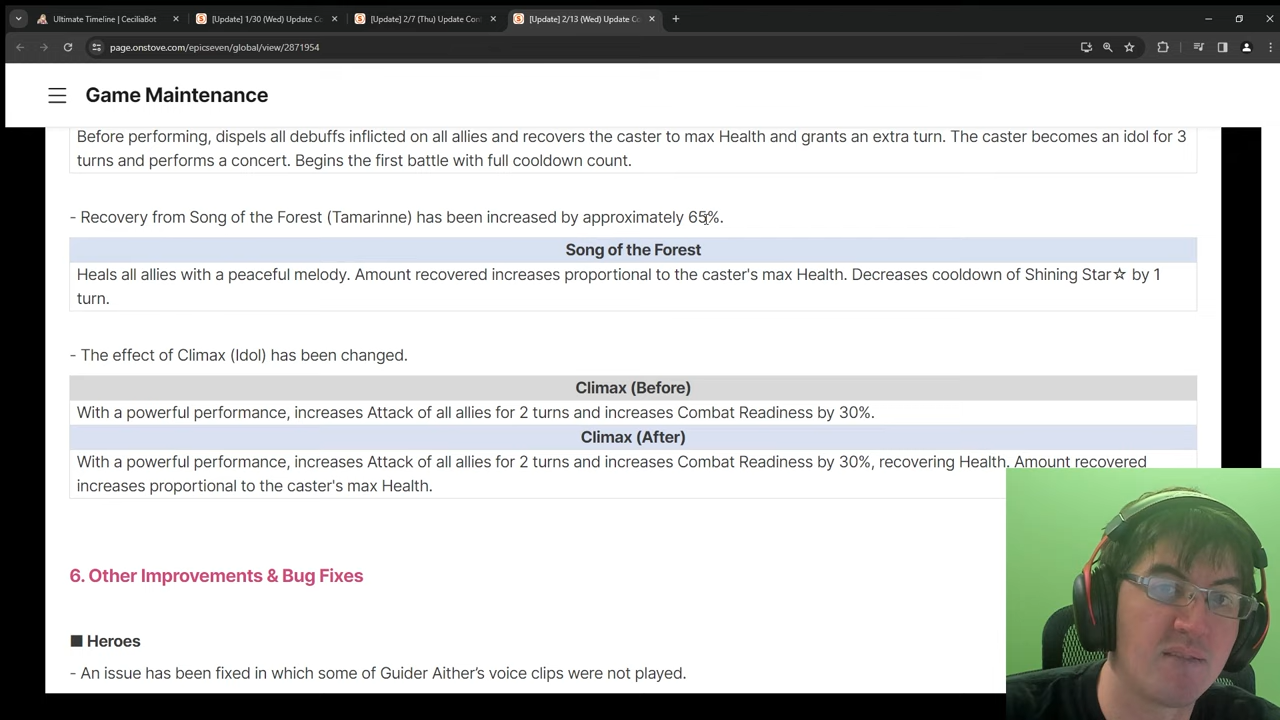 Ultimate Timeline | CeciliaBot
[Update] 1/30 (Wed) Update Co
[Update] 2/7 (Thu) Update Con
[Update] 2/13 (Wed) Update Co
page.onstove.com/epicseven/global/view/2871954
Game Maintenance
Before performing, dispels all debuffs inflicted on all allies and recovers the caster to max Health and grants an extra turn. The caster becomes an idol for 3
turns and performs a concert. Begins the first battle with full cooldown count.
- Recovery from Song of the Forest (Tamarinne) has been increased by approximately 65%.
Song of the Forest
Heals all allies with a peaceful melody. Amount recovered increases proportional to the caster's max Health. Decreases cooldown of Shining Star☆ by 1
turn.
- The effect of Climax (Idol) has been changed.
Climax (Before)
With a powerful performance, increases Attack of all allies for 2 turns and increases Combat Readiness by 30%.
Climax (After)
With a powerful performance, increases Attack of all allies for 2 turns and increases Combat Readiness by 30%, recovering Health. Amount recovered
increases proportional to the caster's max Health.
6. Other Improvements & Bug Fixes
■ Heroes
- An issue has been fixed in which some of Guider Aither's voice clips were not played.